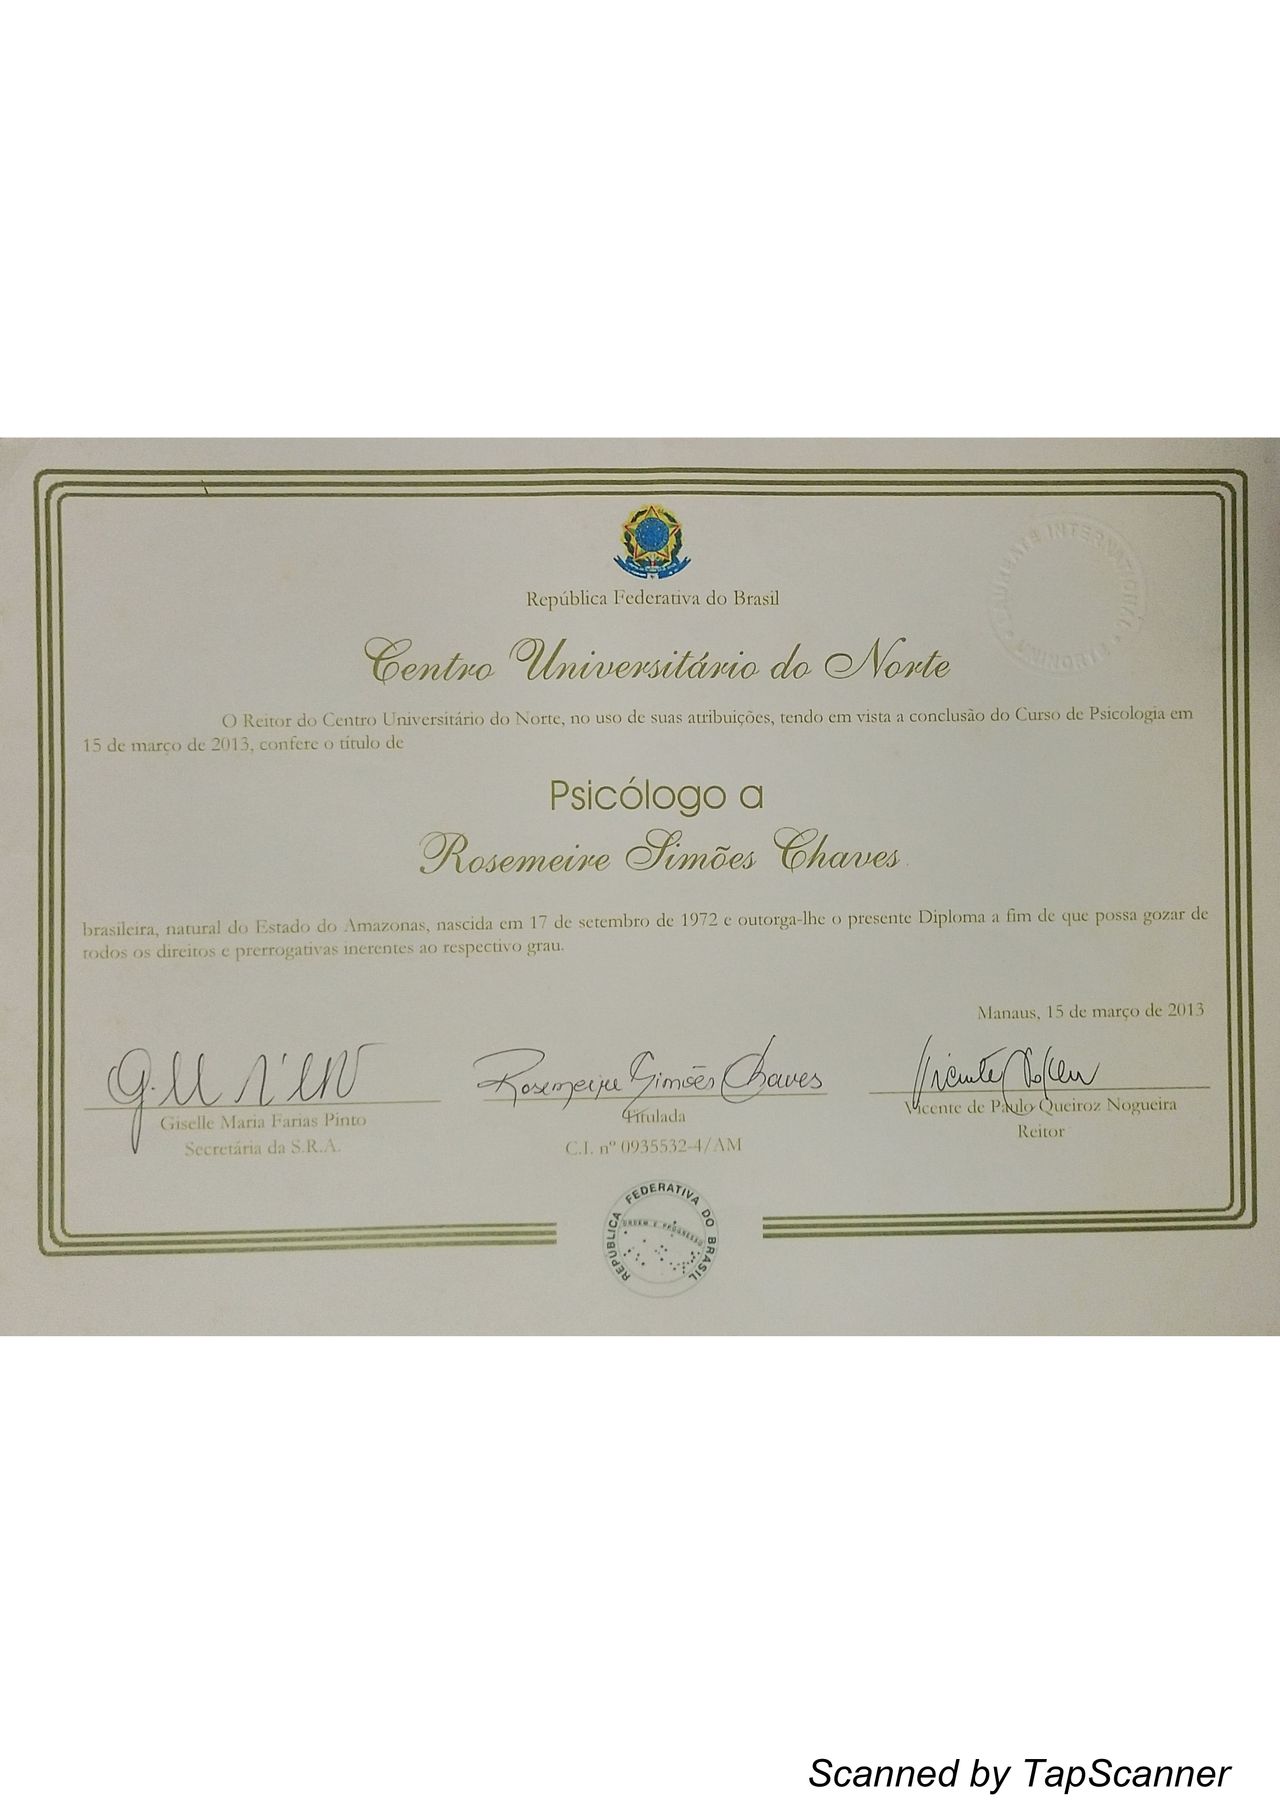 LAUREATE INTERNATIONAL
UNINORTE
República Federativa do Brasil
Centro Universitário do Norte
O Reitor do Centro Universitário do Norte, no uso de suas atribuições, tendo em vista a conclusão do Curso de Psicologia em
15 de março de 2013, confere o título de
Psicólogo a
Rosemeire Simões Chaves
brasileira, natural do Estado do Amazonas, nascida em 17 de setembro de 1972 e outorga-lhe o presente Diploma a fim de que possa gozar de
todos os direitos e prerrogativas inerentes ao respectivo grau.
Manaus, 15 de março de 2013
Rosemeire Simões Chaves
Giselle Maria Farias Pinto
Secretária da S.R.A.
Titulada
C.I. nº 0935532-4/AM
Vicente de Paulo Queiroz Nogueira
Reitor
REPÚBLICA FEDERATIVA DO BRASIL
ORDEM E PROGRESSO
Scanned by TapScanner